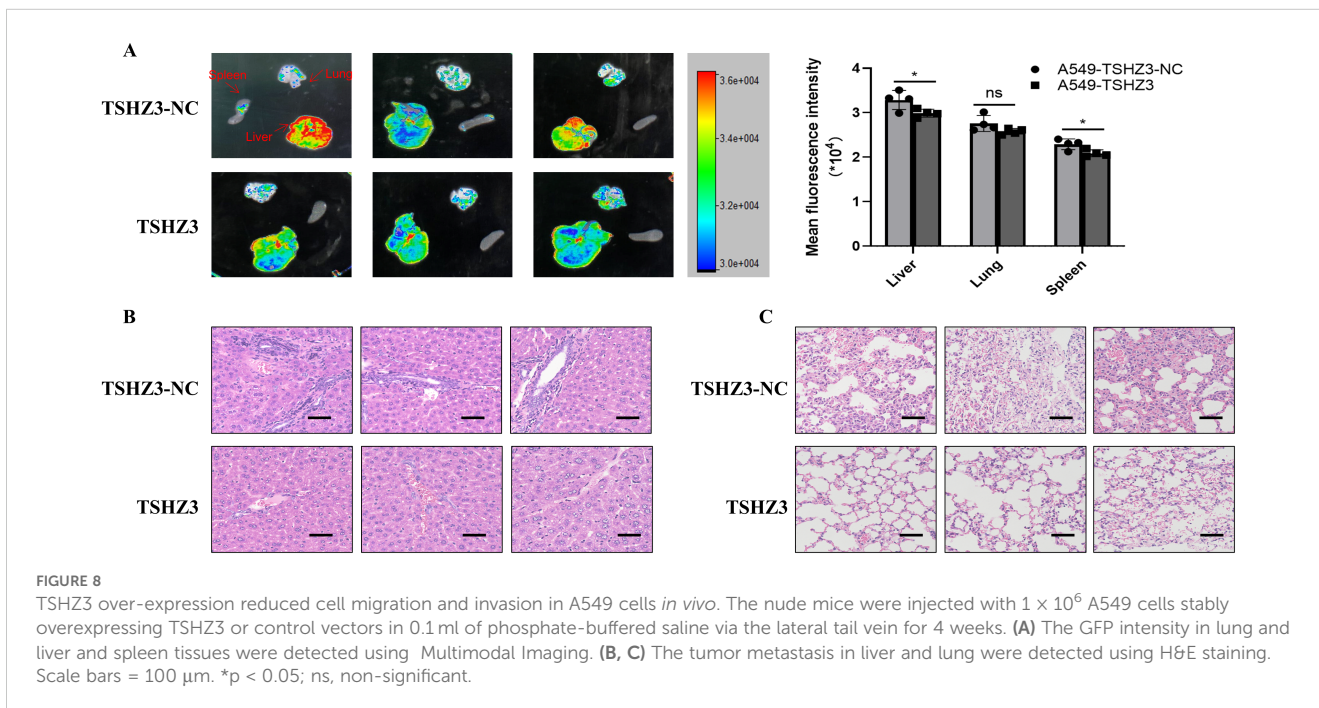 A
TSHZ3-NC
Spleen
Lung
Liver
TSHZ3
3.6e+004
3.4e+004
3.2e+004
3.0e+004
Mean fluorescence intensity
(*10⁴)
4
3
2
1
0
*
ns
*
A549-TSHZ3-NC
A549-TSHZ3
Liver
Lung
Spleen
B
TSHZ3-NC
TSHZ3
C
TSHZ3-NC
TSHZ3
FIGURE 8
TSHZ3 over-expression reduced cell migration and invasion in A549 cells in vivo. The nude mice were injected with 1 × 10⁶ A549 cells stably
overexpressing TSHZ3 or control vectors in 0.1 ml of phosphate-buffered saline via the lateral tail vein for 4 weeks. (A) The GFP intensity in lung and
liver and spleen tissues were detected using Multimodal Imaging. (B, C) The tumor metastasis in liver and lung were detected using H&E staining.
Scale bars = 100 μm. *p < 0.05; ns, non-significant.